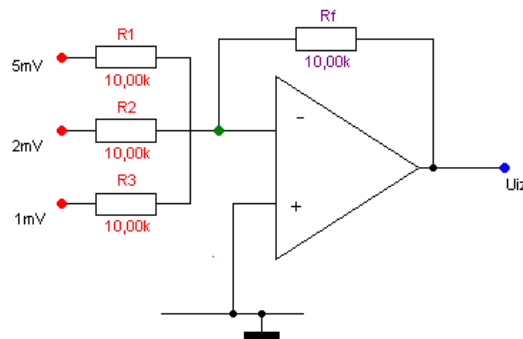 R1
5mV
10,00k
R2
2mV
10,00k
R3
1mV
10,00k
Rf
10,00k
-
+
Uiz